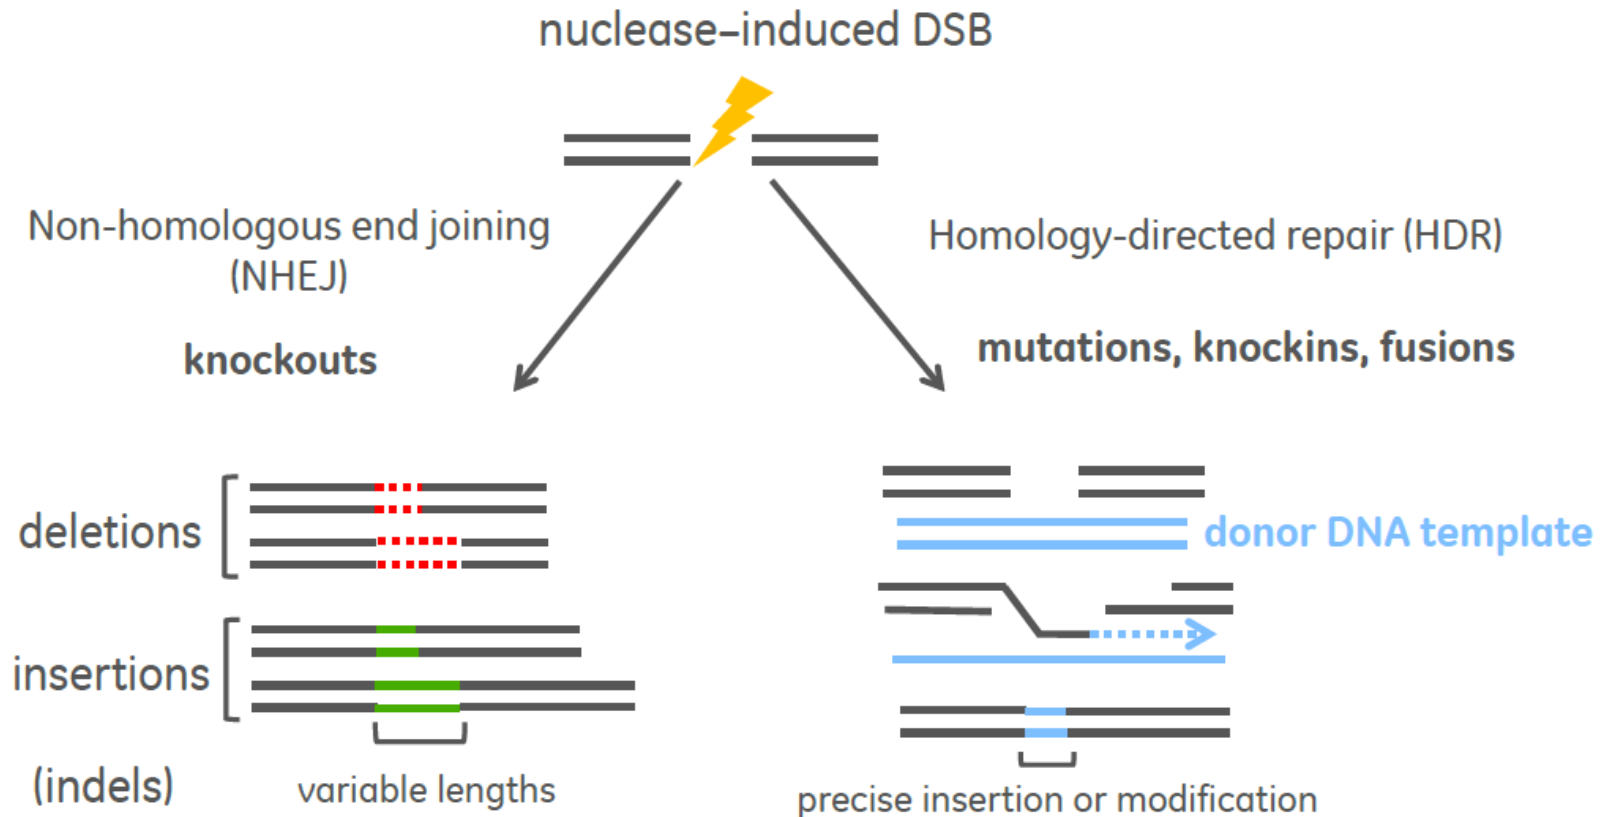 nuclease–induced DSB
Non-homologous end joining
(NHEJ)
knockouts
Homology-directed repair (HDR)
mutations, knockins, fusions
deletions
insertions
(indels)
variable lengths
donor DNA template
precise insertion or modification